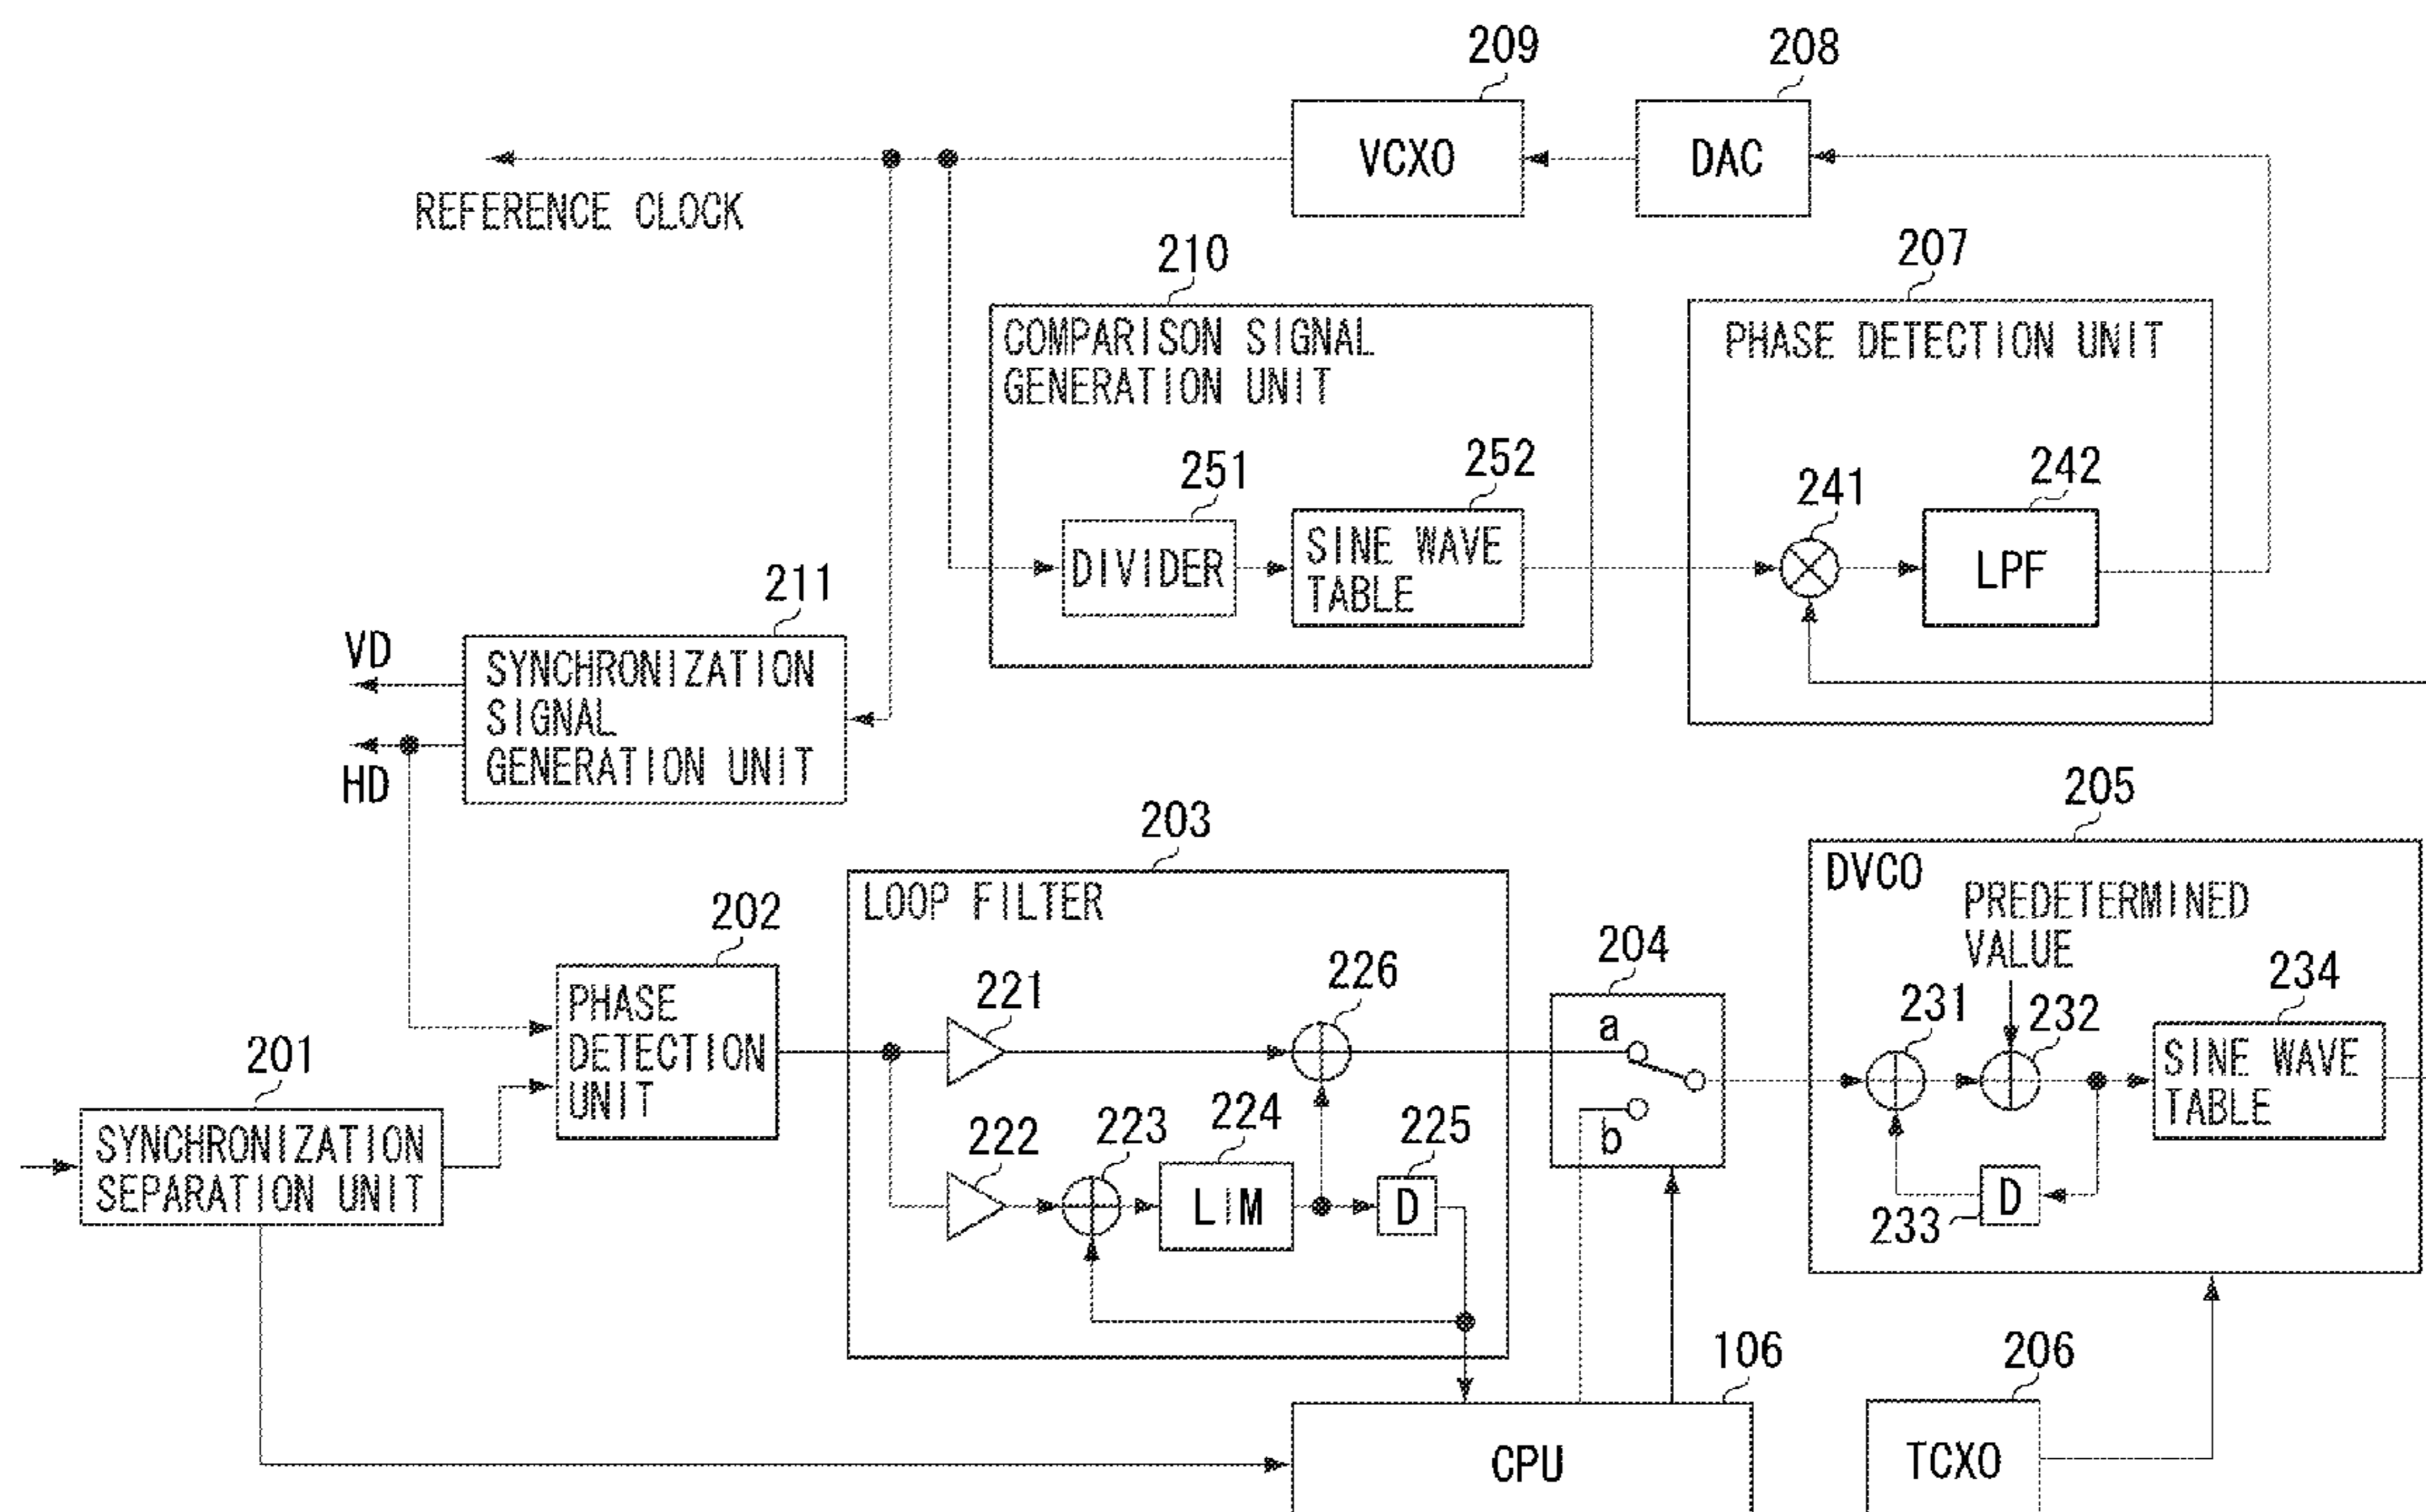 209
208
VCXO
DAC
REFERENCE CLOCK
210
207
COMPARISON SIGNAL
GENERATION UNIT
PHASE DETECTION UNIT
251
252
241
242
DIVIDER
SINE WAVE
TABLE
LPF
211
VD
HD
SYNCHRONIZATION
SIGNAL
GENERATION UNIT
203
205
LOOP FILTER
DVCO
PREDETERMINED
VALUE
202
PHASE
DETECTION
UNIT
221
226
204
a
b
231
232
234
SINE WAVE
TABLE
201
SYNCHRONIZATION
SEPARATION UNIT
222
223
224
225
LIM
D
D
233
106
206
CPU
TCXO